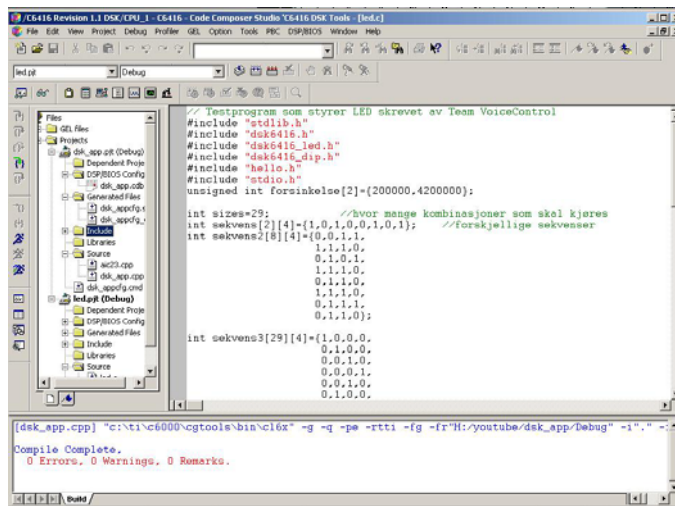 /C6416 Revision 1.1 DSK/CPU_1 - C6416 - Code Composer Studio 'C6416 DSK Tools - [led.c]
File Edit View Project Debug Profiler GEL Option Tools PBC DSP/BIOS Window Help
led.pjt Debug
Files
GEL files
Projects
dsk_app.pjt (Debug)
Dependent Proje
DSP/BIOS Config
dsk_app.cdb
Generated Files
dsk_appcfg.s
dsk_appcfg_
Include
Libraries
Source
aic23.cpp
dsk_app.cpp
dsk_appcfg.cmd
led.pjt (Debug)
Dependent Proje
DSP/BIOS Config
Generated Files
Include
Libraries
Source
// Testprogram som styrer LED skrevet av Team VoiceControl
#include "stdlib.h"
#include "dsk6416.h"
#include "dsk6416_led.h"
#include "dsk6416_dip.h"
#include "hello.h"
#include "stdio.h"
unsigned int forsinkelse[2]={200000,4200000};
int sizes=29; //hvor mange kombinasjoner som skal kjøres
int sekvens[2][4]={1,0,1,0,0,1,0,1}; //forskjellige sekvenser
int sekvens2[8][4]={0,0,1,1,
1,1,1,0,
0,1,0,1,
1,1,1,0,
0,1,1,0,
1,1,1,0,
0,1,1,1,
0,1,1,0};
int sekvens3[29][4]={1,0,0,0,
0,1,0,0,
0,0,1,0,
0,0,0,1,
0,0,1,0,
0,1,0,0,
[dsk_app.cpp] "c:\ti\c6000\cgtools\bin\cl6x" -g -q -pe -rtti -fg -fr"H:/youtube/dsk_app/Debug" -i"."
Compile Complete,
0 Errors, 0 Warnings, 0 Remarks.
Build